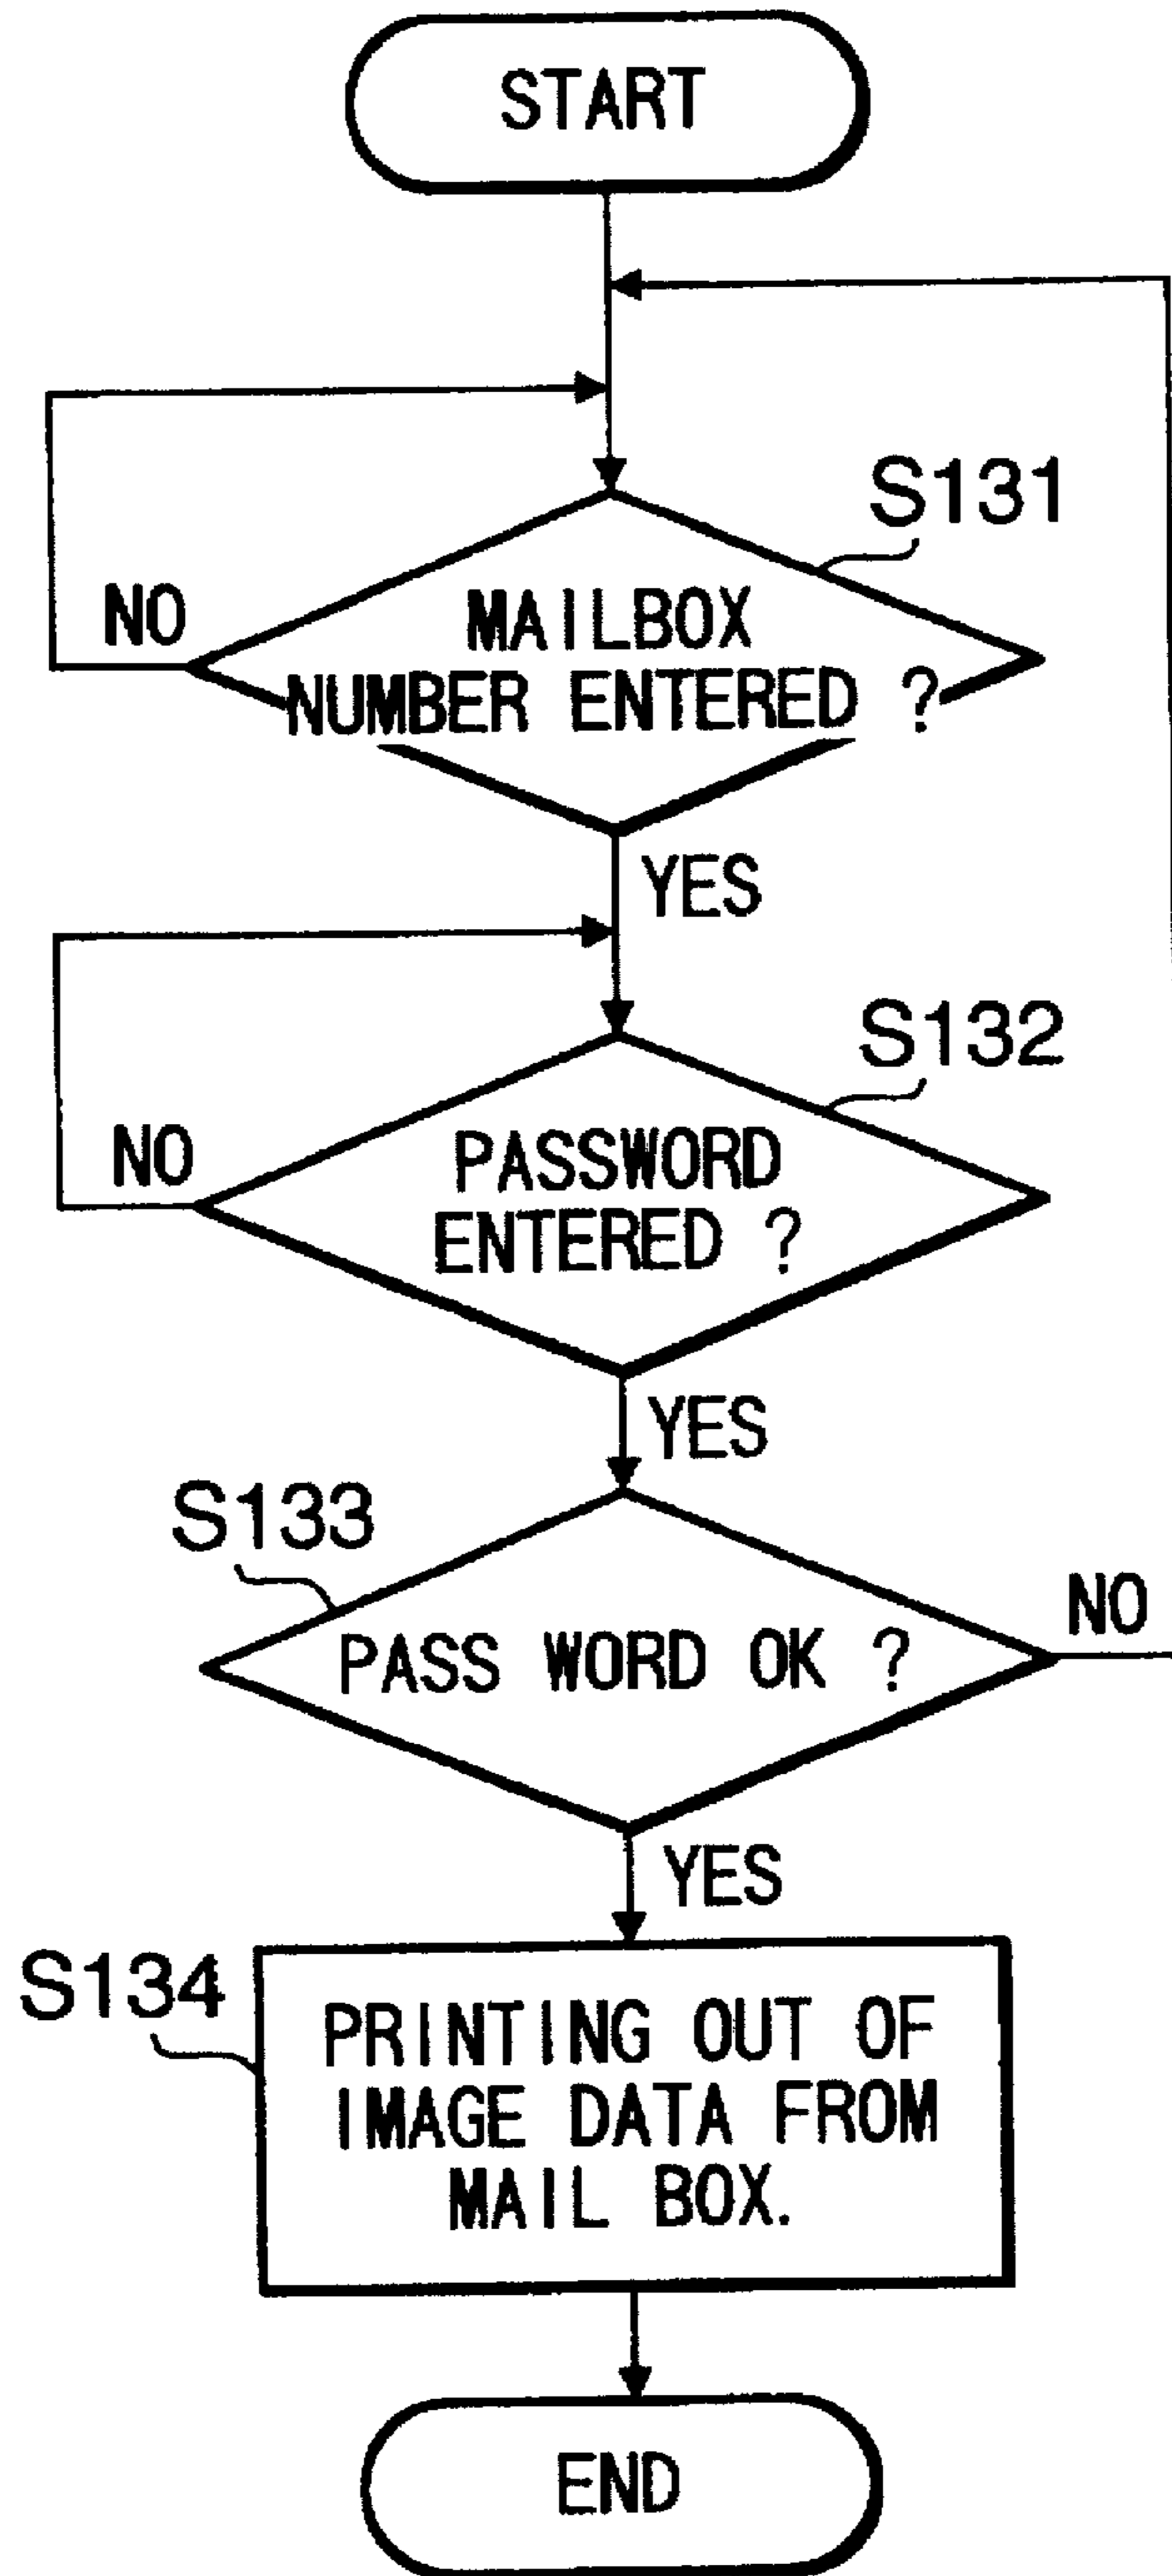 START
S131
NO
MAILBOX
NUMBER ENTERED ?
YES
S132
NO
PASSWORD
ENTERED ?
YES
S133
NO
PASS WORD OK ?
YES
S134
PRINTING OUT OF
IMAGE DATA FROM
MAIL BOX.
END